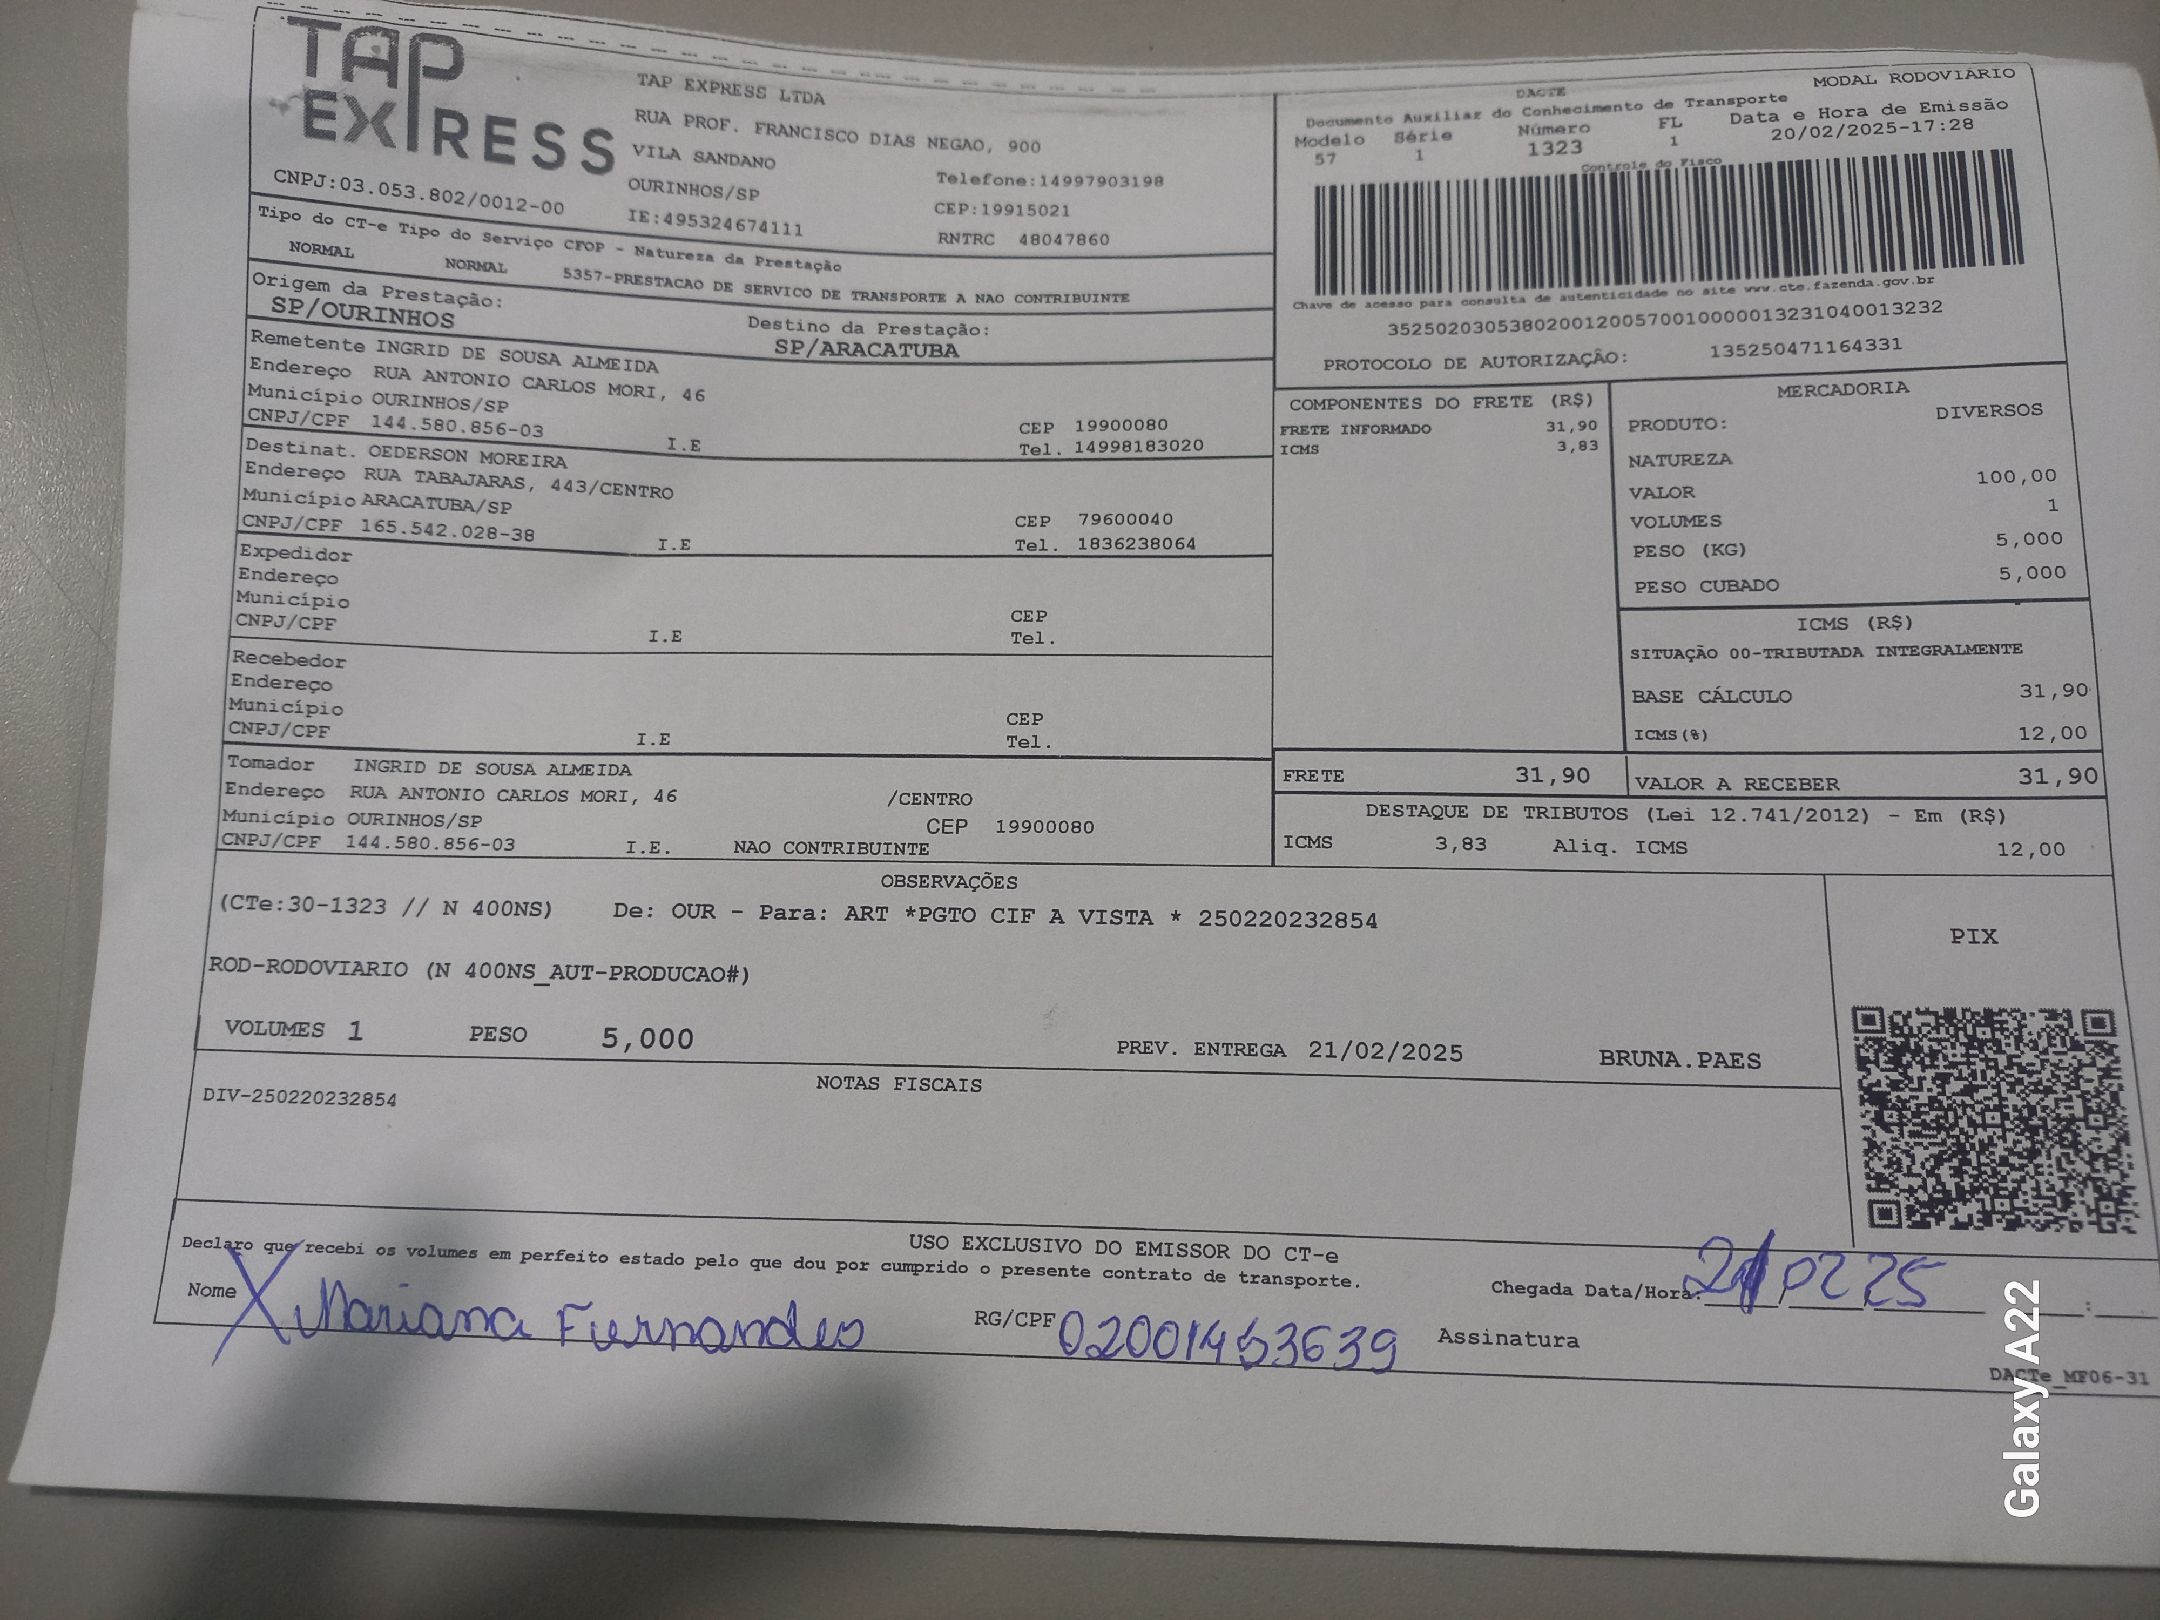 TAP
EXPRESS
TAP EXPRESS LTDA
RUA PROF. FRANCISCO DIAS NEGAO, 900
VILA SANDANO
OURINHOS/SP
Telefone:14997903198
CEP:19915021
CNPJ:03.053.802/0012-00
IE:495324674111
RNTRC 48047860
Tipo do CT-e Tipo do Serviço CFOP - Natureza da Prestação
NORMAL NORMAL 5357-PRESTACAO DE SERVICO DE TRANSPORTE A NAO CONTRIBUINTE
Origem da Prestação:
SP/OURINHOS
Destino da Prestação:
SP/ARACATUBA
Remetente INGRID DE SOUSA ALMEIDA
Endereço RUA ANTONIO CARLOS MORI, 46
Município OURINHOS/SP
CEP 19900080
CNPJ/CPF 144.580.856-03 I.E Tel. 14998183020
Destinat. OEDERSON MOREIRA
Endereço RUA TABAJARAS, 443/CENTRO
Município ARACATUBA/SP
CEP 79600040
CNPJ/CPF 165.542.028-38 I.E Tel. 1836238064
Expedidor
Endereço
Município CEP
CNPJ/CPF I.E Tel.
Recebedor
Endereço
Município CEP
CNPJ/CPF I.E Tel.
Tomador INGRID DE SOUSA ALMEIDA
Endereço RUA ANTONIO CARLOS MORI, 46 /CENTRO
Município OURINHOS/SP CEP 19900080
CNPJ/CPF 144.580.856-03 I.E. NAO CONTRIBUINTE
DACTE
MODAL RODOVIÁRIO
Documento Auxiliar do Conhecimento de Transporte
Modelo Série Número FL Data e Hora de Emissão
57 1 1323 1 20/02/2025-17:28
Controle do Fisco
Chave de acesso para consulta de autenticidade no site www.cte.fazenda.gov.br
35250203053802001200570010000013231040013232
PROTOCOLO DE AUTORIZAÇÃO: 135250471164331
COMPONENTES DO FRETE (R$)
FRETE INFORMADO 31,90
ICMS 3,83
MERCADORIA
PRODUTO: DIVERSOS
NATUREZA
VALOR 100,00
VOLUMES 1
PESO (KG) 5,000
PESO CUBADO 5,000
ICMS (R$)
SITUAÇÃO 00-TRIBUTADA INTEGRALMENTE
BASE CÁLCULO 31,90
ICMS(%) 12,00
FRETE 31,90 VALOR A RECEBER 31,90
DESTAQUE DE TRIBUTOS (Lei 12.741/2012) - Em (R$)
ICMS 3,83 Aliq. ICMS 12,00
OBSERVAÇÕES
(CTe:30-1323 // N 400NS) De: OUR - Para: ART *PGTO CIF A VISTA * 250220232854
ROD-RODOVIARIO (N 400NS_AUT-PRODUCAO#)
PIX
VOLUMES 1 PESO 5,000 PREV. ENTREGA 21/02/2025 BRUNA.PAES
NOTAS FISCAIS
DIV-250220232854
USO EXCLUSIVO DO EMISSOR DO CT-e
Declaro que recebi os volumes em perfeito estado pelo que dou por cumprido o presente contrato de transporte.
Nome X Mariana Fernandes RG/CPF 02001453639 Assinatura
Chegada Data/Hora: 21/02/25 :
DACTe_MF06-31
Galaxy A22